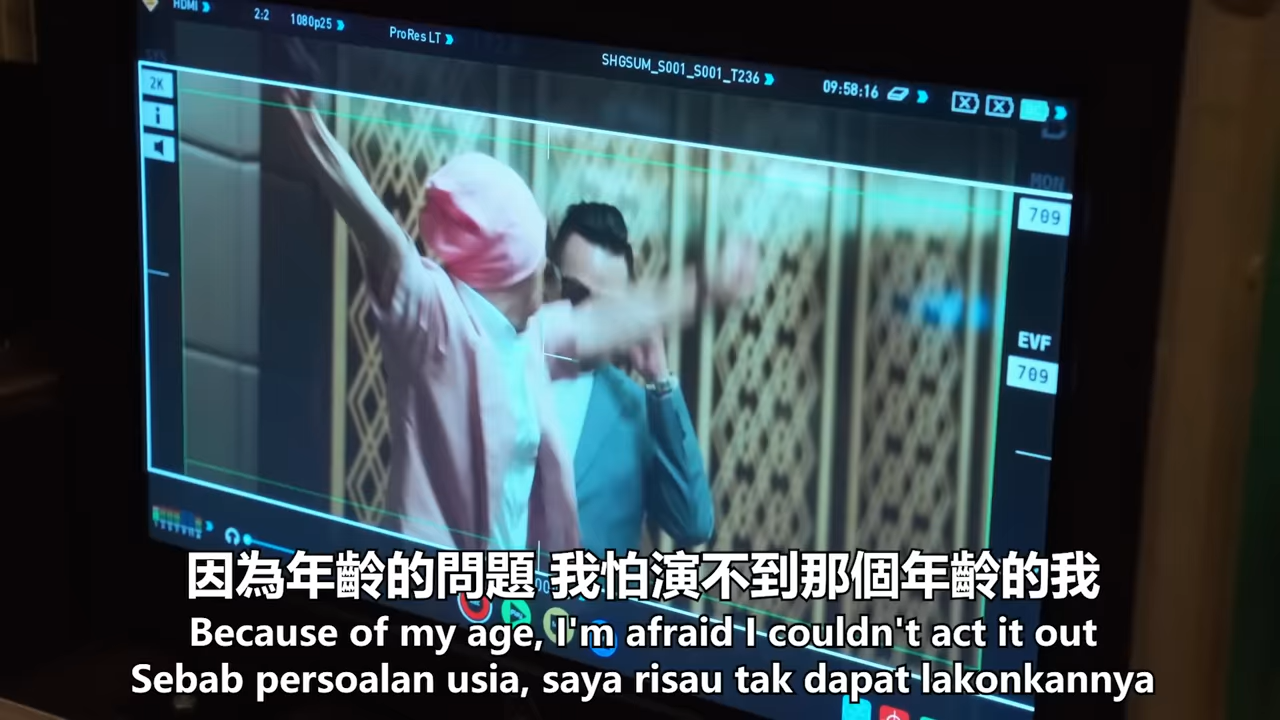 HDMI 2:2 1080p25 ProRes LT SHGSUM_S001_S001_T236 09:58:16
2K
MON
709
EVF
709
因為年齡的問題 我怕演不到那個年齡的我
Because of my age, I'm afraid I couldn't act it out
Sebab persoalan usia, saya risau tak dapat lakonkannya